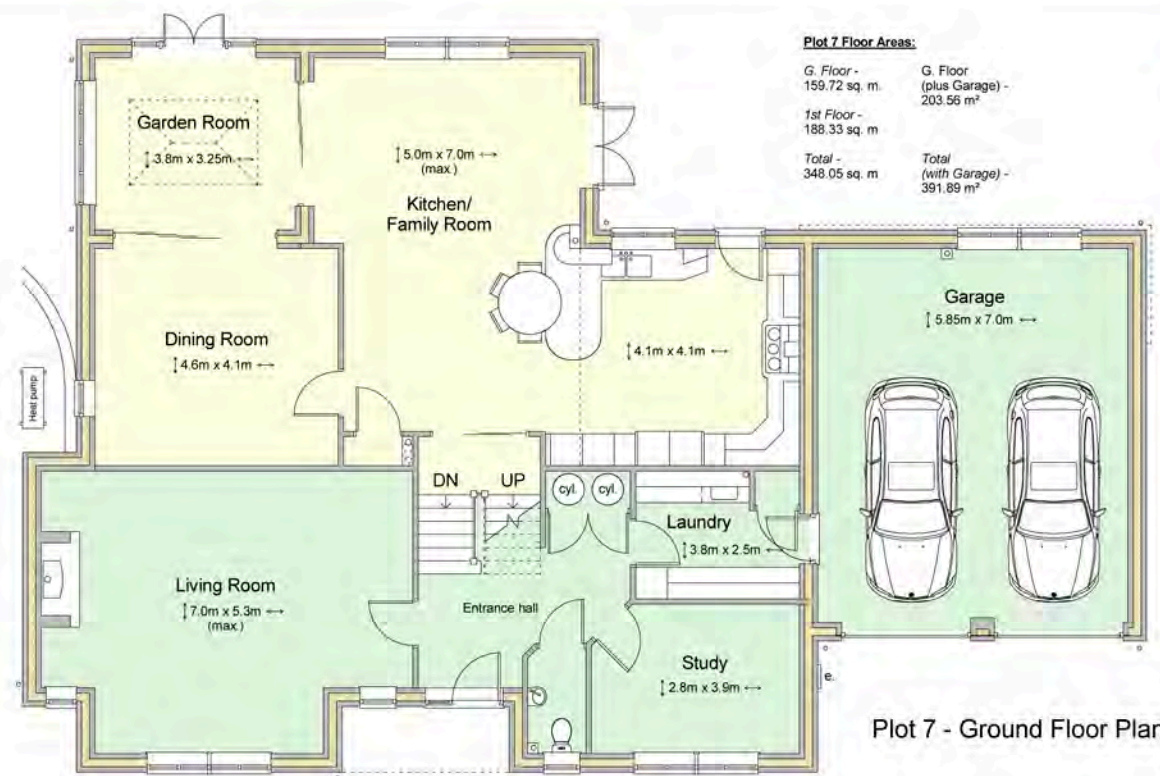 Plot 7 Floor Areas:
G. Floor -
159.72 sq. m.
G. Floor
(plus Garage) -
203.56 m²
1st Floor -
188.33 sq. m
Total -
348.05 sq. m
Total
(with Garage) -
391.89 m²
Garden Room
3.8m x 3.25m
5.0m x 7.0m
(max.)
Kitchen/
Family Room
Garage
5.85m x 7.0m
Dining Room
4.6m x 4.1m
4.1m x 4.1m
Heat pump
DN
UP
cyl.
cyl.
Laundry
3.8m x 2.5m
Living Room
7.0m x 5.3m
(max.)
Entrance hall
Study
2.8m x 3.9m
e.
Plot 7 - Ground Floor Plan